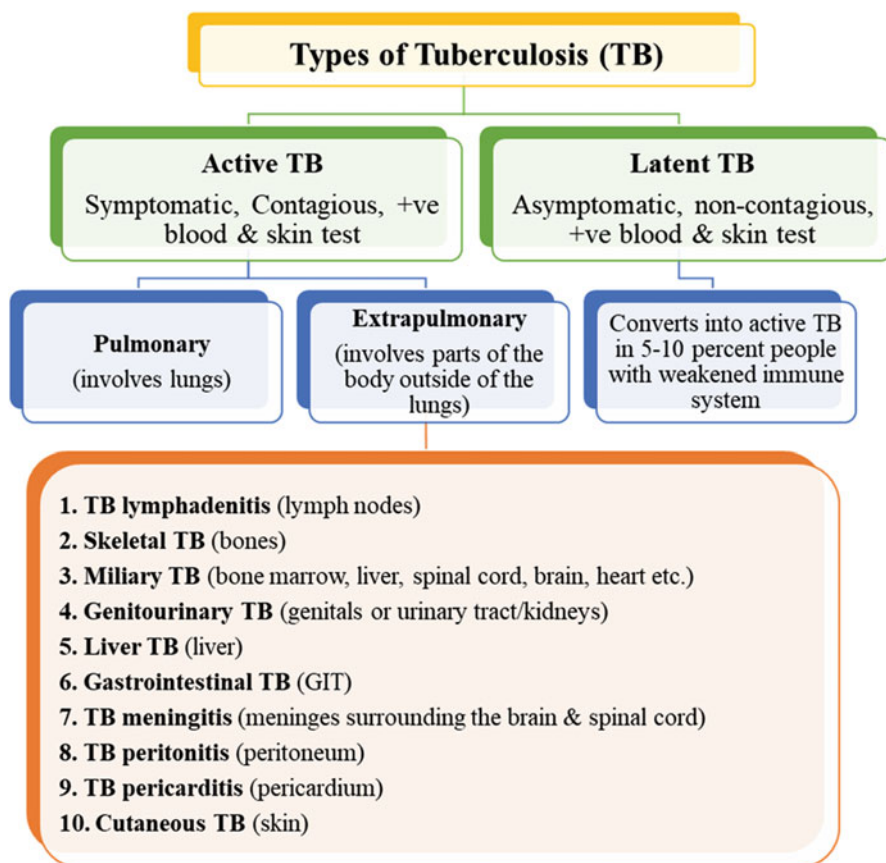 Types of Tuberculosis (TB)
Active TB
Symptomatic, Contagious, +ve
blood & skin test
Latent TB
Asymptomatic, non-contagious,
+ve blood & skin test
Pulmonary
(involves lungs)
Extrapulmonary
(involves parts of the
body outside of the
lungs)
Converts into active TB
in 5-10 percent people
with weakened immune
system
1. TB lymphadenitis (lymph nodes)
2. Skeletal TB (bones)
3. Miliary TB (bone marrow, liver, spinal cord, brain, heart etc.)
4. Genitourinary TB (genitals or urinary tract/kidneys)
5. Liver TB (liver)
6. Gastrointestinal TB (GIT)
7. TB meningitis (meninges surrounding the brain & spinal cord)
8. TB peritonitis (peritoneum)
9. TB pericarditis (pericardium)
10. Cutaneous TB (skin)